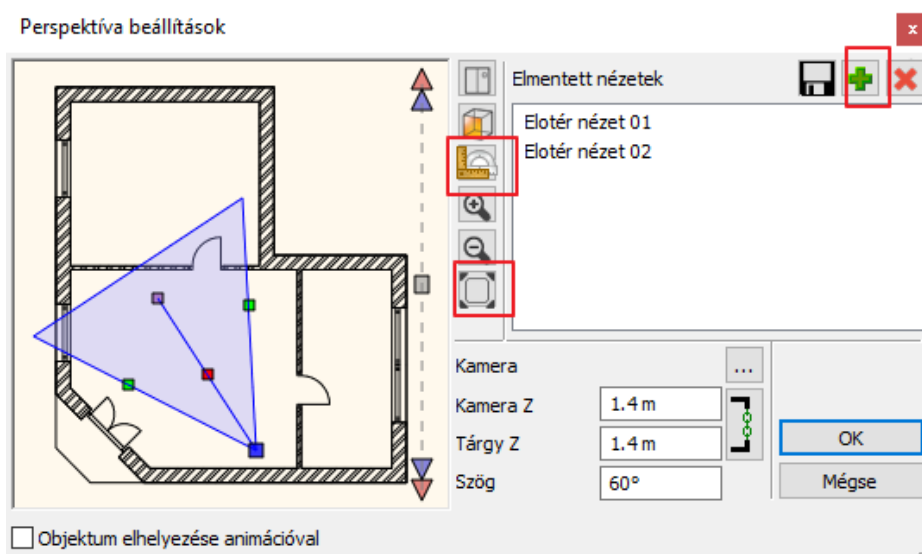 Perspektíva beállítások
x
Elmentett nézetek
Elotér nézet 01
Elotér nézet 02
Kamera
...
Kamera Z
1.4 m
Tárgy Z
1.4 m
Szög
60°
OK
Mégse
Objektum elhelyezése animációval